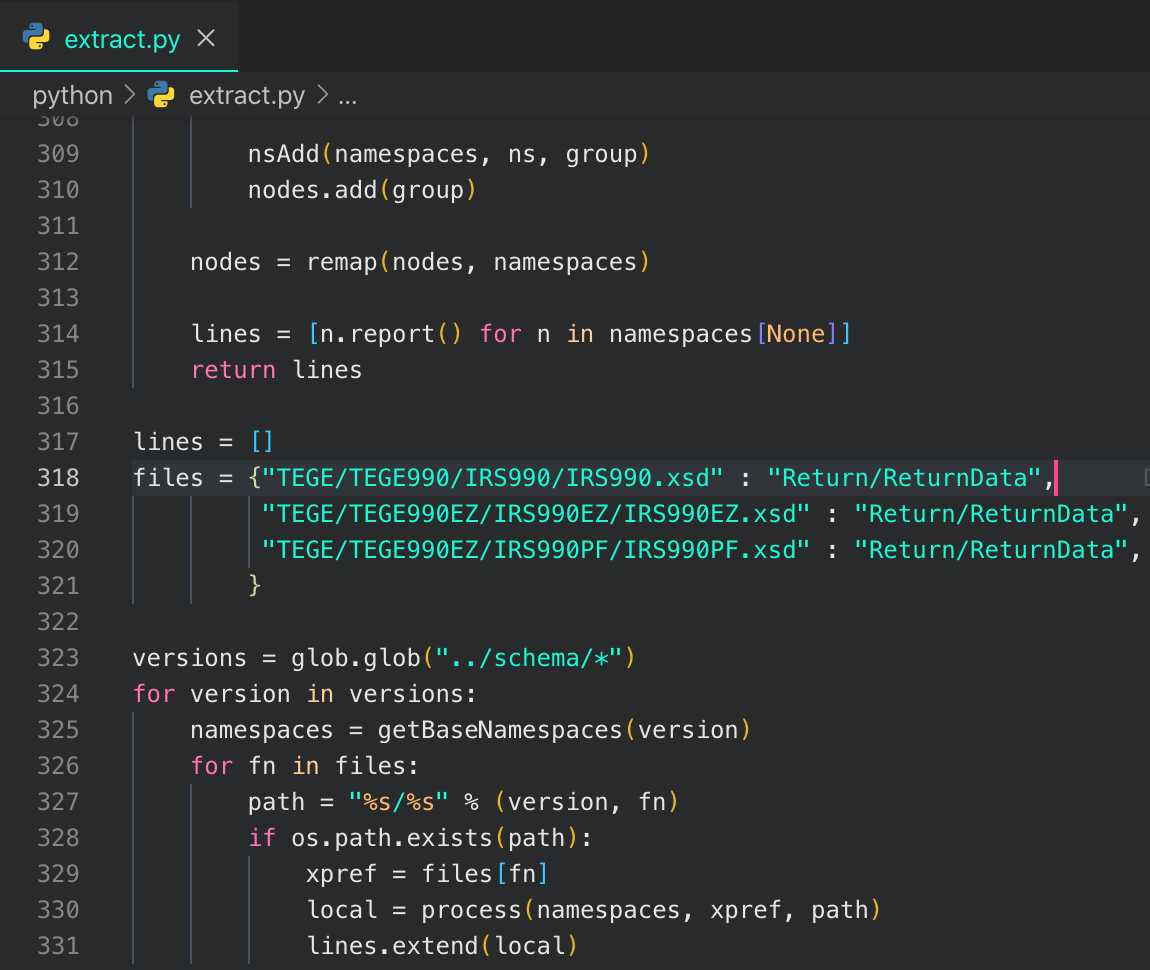 extract.py
python > extract.py > ...
308
309 nsAdd(namespaces, ns, group)
310 nodes.add(group)
311
312 nodes = remap(nodes, namespaces)
313
314 lines = [n.report() for n in namespaces[None]]
315 return lines
316
317 lines = []
318 files = {"TEGE/TEGE990/IRS990/IRS990.xsd" : "Return/ReturnData",
319 "TEGE/TEGE990EZ/IRS990EZ/IRS990EZ.xsd" : "Return/ReturnData",
320 "TEGE/TEGE990EZ/IRS990PF/IRS990PF.xsd" : "Return/ReturnData",
321 }
322
323 versions = glob.glob("../schema/*")
324 for version in versions:
325 namespaces = getBaseNamespaces(version)
326 for fn in files:
327 path = "%s/%s" % (version, fn)
328 if os.path.exists(path):
329 xpref = files[fn]
330 local = process(namespaces, xpref, path)
331 lines.extend(local)